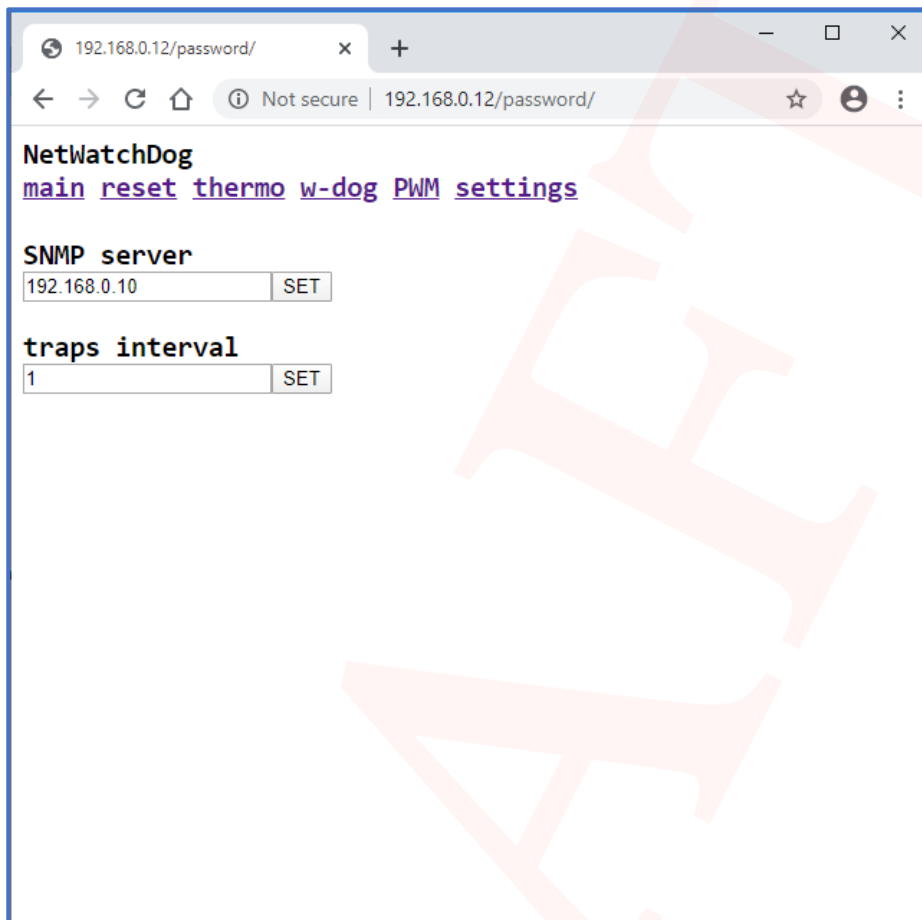 192.168.0.12/password/
Not secure | 192.168.0.12/password/
NetWatchDog
main reset thermo w-dog PWM settings
SNMP server
192.168.0.10 SET
traps interval
1 SET